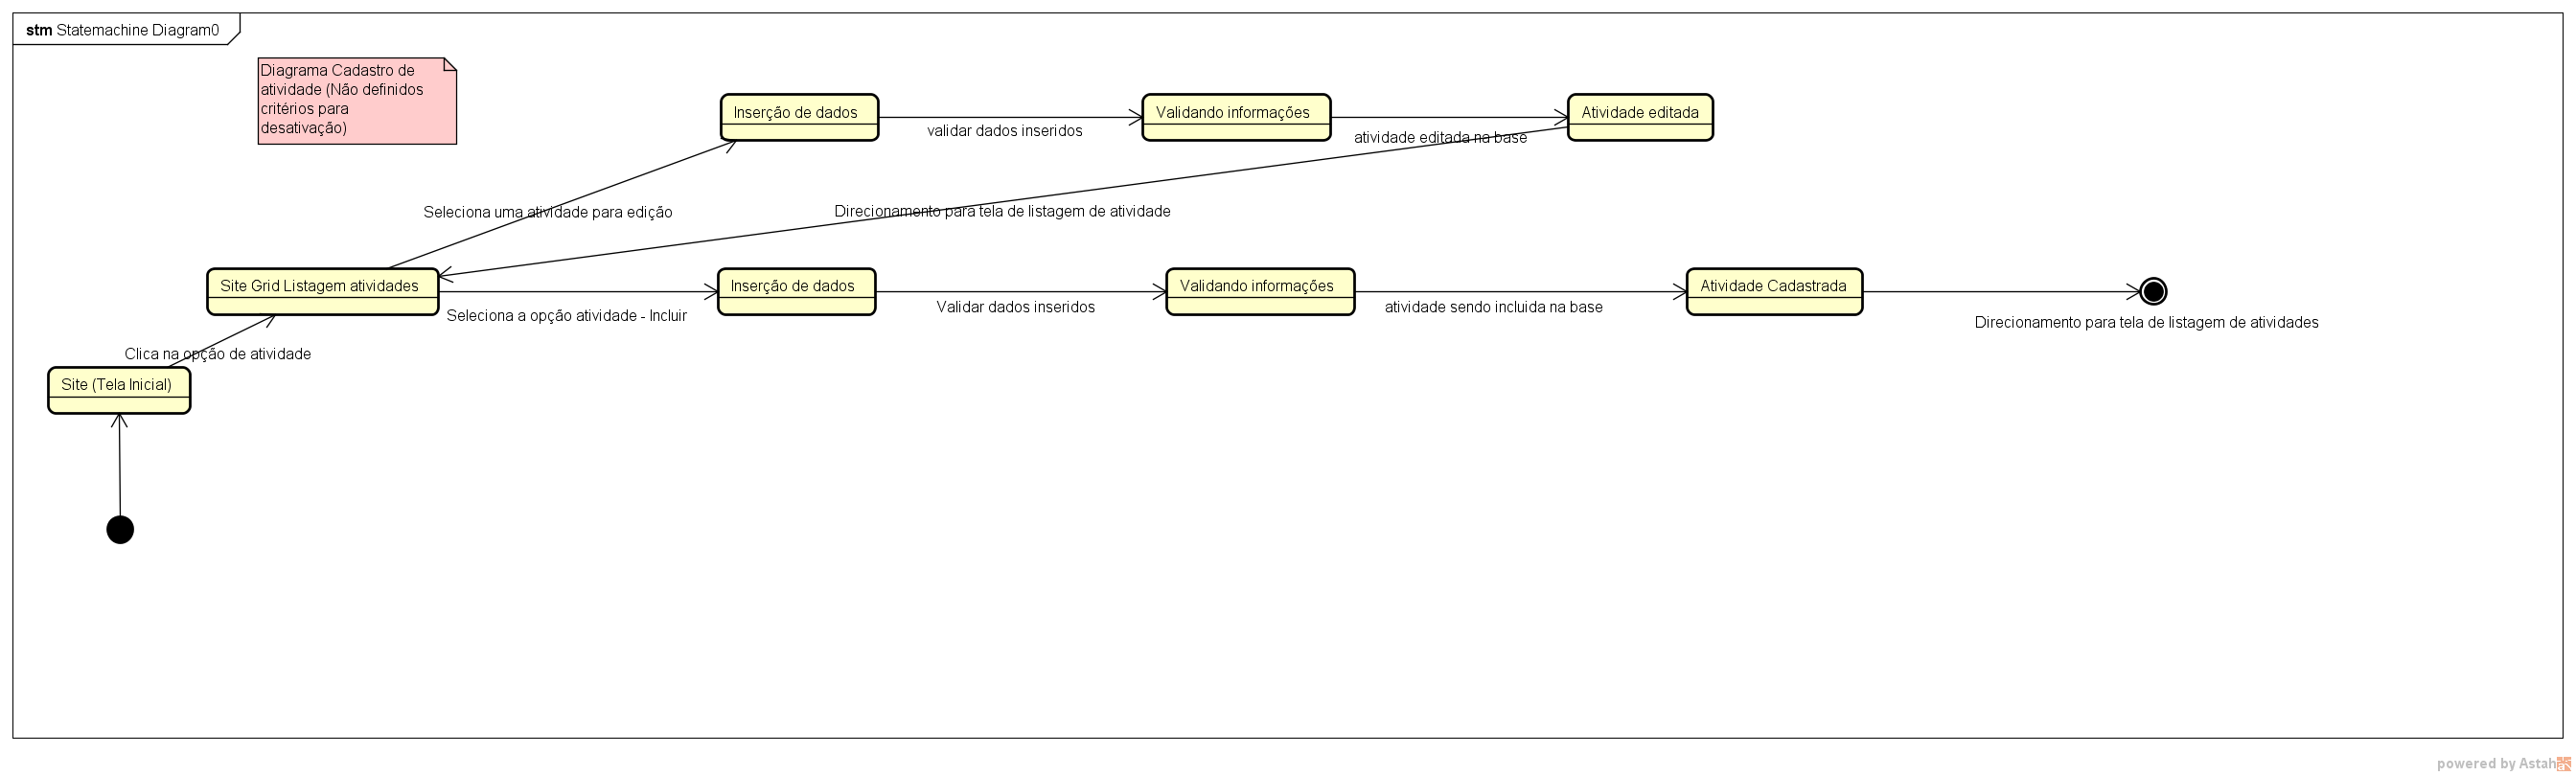 stm Statemachine Diagram0
Diagrama Cadastro de
atividade (Não definidos
critérios para
desativação)
Inserção de dados
validar dados inseridos
Validando informações
atividade editada na base
Atividade editada
Seleciona uma atividade para edição
Direcionamento para tela de listagem de atividade
Site Grid Listagem atividades
Seleciona a opção atividade - Incluir
Inserção de dados
Validar dados inseridos
Validando informações
atividade sendo incluida na base
Atividade Cadastrada
Direcionamento para tela de listagem de atividades
Clica na opção de atividade
Site (Tela Inicial)
powered by Astah